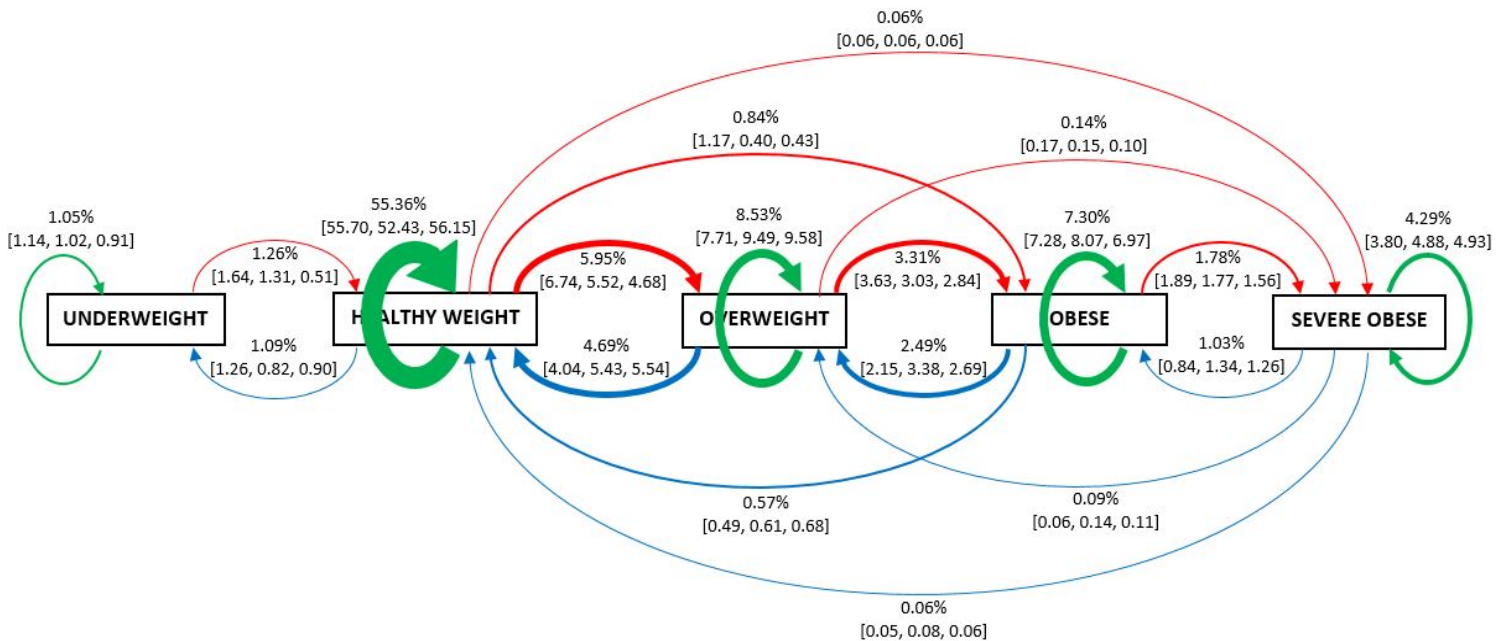 0.06%
[0.06, 0.06, 0.06]
0.84%
[1.17, 0.40, 0.43]
0.14%
[0.17, 0.15, 0.10]
1.05%
[1.14, 1.02, 0.91]
55.36%
[55.70, 52.43, 56.15]
8.53%
[7.71, 9.49, 9.58]
7.30%
[7.28, 8.07, 6.97]
4.29%
[3.80, 4.88, 4.93]
1.26%
[1.64, 1.31, 0.51]
5.95%
[6.74, 5.52, 4.68]
3.31%
[3.63, 3.03, 2.84]
1.78%
[1.89, 1.77, 1.56]
UNDERWEIGHT
HEALTHY WEIGHT
OVERWEIGHT
OBESE
SEVERE OBESE
1.09%
[1.26, 0.82, 0.90]
4.69%
[4.04, 5.43, 5.54]
2.49%
[2.15, 3.38, 2.69]
1.03%
[0.84, 1.34, 1.26]
0.57%
[0.49, 0.61, 0.68]
0.09%
[0.06, 0.14, 0.11]
0.06%
[0.05, 0.08, 0.06]